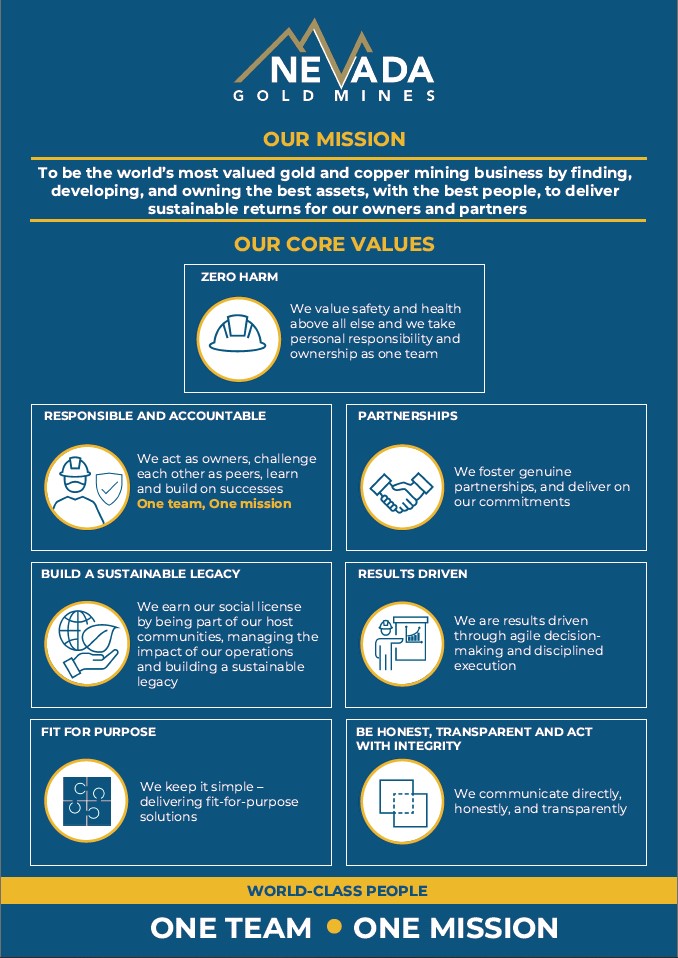 NEVADA
GOLD MINES
OUR MISSION
To be the world's most valued gold and copper mining business by finding,
developing, and owning the best assets, with the best people, to deliver
sustainable returns for our owners and partners
OUR CORE VALUES
ZERO HARM
We value safety and health
above all else and we take
personal responsibility and
ownership as one team
RESPONSIBLE AND ACCOUNTABLE
We act as owners, challenge
each other as peers, learn
and build on successes
One team, One mission
PARTNERSHIPS
We foster genuine
partnerships, and deliver on
our commitments
BUILD A SUSTAINABLE LEGACY
We earn our social license
by being part of our host
communities, managing the
impact of our operations
and building a sustainable
legacy
RESULTS DRIVEN
We are results driven
through agile decision-
making and disciplined
execution
FIT FOR PURPOSE
We keep it simple –
delivering fit-for-purpose
solutions
BE HONEST, TRANSPARENT AND ACT
WITH INTEGRITY
We communicate directly,
honestly, and transparently
WORLD-CLASS PEOPLE
ONE TEAM ● ONE MISSION